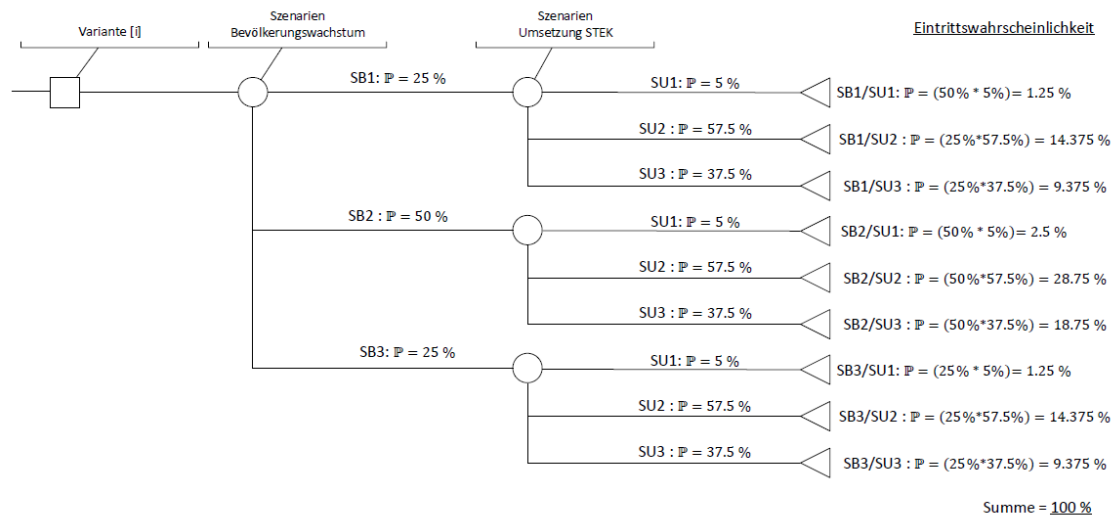 Variante [i]
Szenarien
Bevölkerungswachstum
Szenarien
Umsetzung STEK
Eintrittswahrscheinlichkeit
SB1: ℙ = 25 %
SU1: ℙ = 5 %
SB1/SU1: ℙ = (50% * 5%)= 1.25 %
SU2 : ℙ = 57.5 %
SB1/SU2 : ℙ = (25%*57.5%) = 14.375 %
SU3 : ℙ = 37.5 %
SB1/SU3 : ℙ = (25%*37.5%) = 9.375 %
SB2 : ℙ = 50 %
SU1: ℙ = 5 %
SB2/SU1: ℙ = (50% * 5%)= 2.5 %
SU2 : ℙ = 57.5 %
SB2/SU2 : ℙ = (50%*57.5%) = 28.75 %
SU3 : ℙ = 37.5 %
SB2/SU3 : ℙ = (50%*37.5%) = 18.75 %
SB3: ℙ = 25 %
SU1: ℙ = 5 %
SB3/SU1: ℙ = (25% * 5%)= 1.25 %
SU2 : ℙ = 57.5 %
SB3/SU2 : ℙ = (25%*57.5%) = 14.375 %
SU3 : ℙ = 37.5 %
SB3/SU3 : ℙ = (25%*37.5%) = 9.375 %
Summe = 100 %